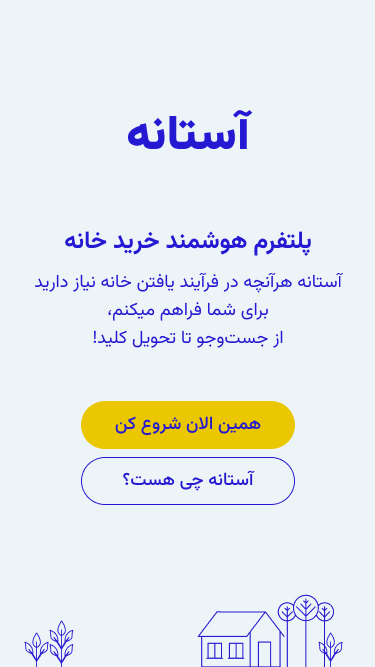 آستانه
پلتفرم هوشمند خرید خانه
آستانه هرآنچه در فرآیند یافتن خانه نیاز دارید
برای شما فراهم میکنم،
از جست‌وجو تا تحویل کلید!
همین الان شروع کن
آستانه چی هست؟